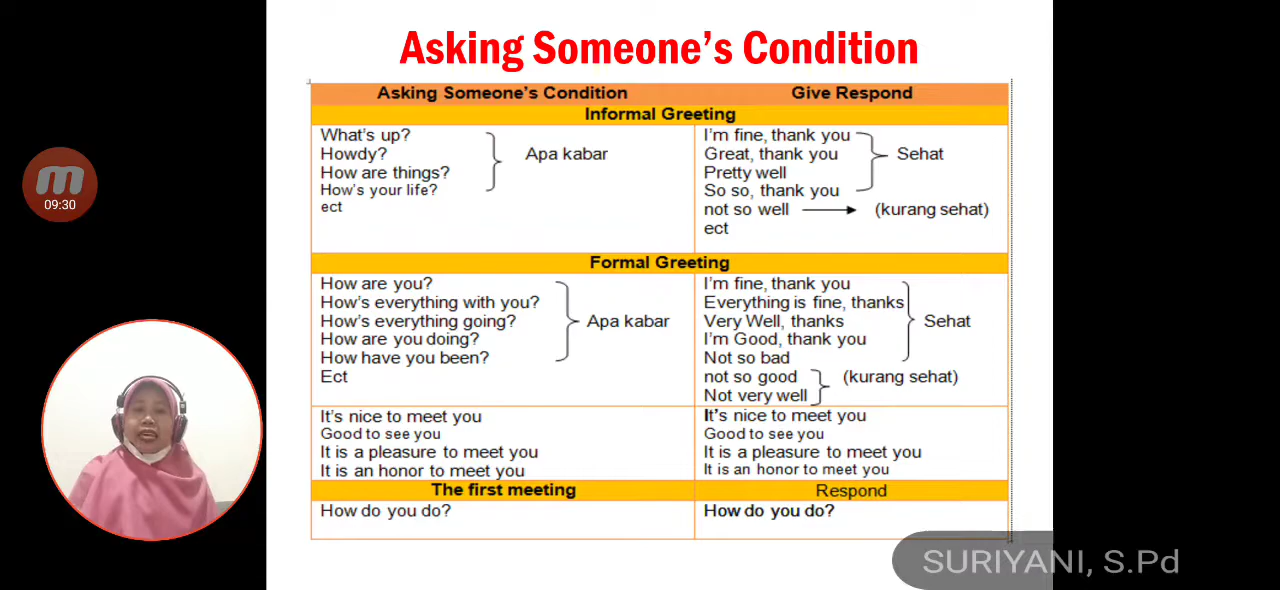 Asking Someone's Condition
Asking Someone's Condition Give Respond
Informal Greeting
What's up?
Howdy?
How are things?
How's your life?
ect
Apa kabar
I'm fine, thank you
Great, thank you
Pretty well
So so, thank you
not so well
ect
Sehat
(kurang sehat)
Formal Greeting
How are you?
How's everything with you?
How's everything going?
How are you doing?
How have you been?
Ect
Apa kabar
I'm fine, thank you
Everything is fine, thanks
Very Well, thanks
I'm Good, thank you
Not so bad
not so good
Not very well
Sehat
(kurang sehat)
It's nice to meet you
Good to see you
It is a pleasure to meet you
It is an honor to meet you
It's nice to meet you
Good to see you
It is a pleasure to meet you
It is an honor to meet you
The first meeting Respond
How do you do? How do you do?
09:30
SURIYANI, S.Pd